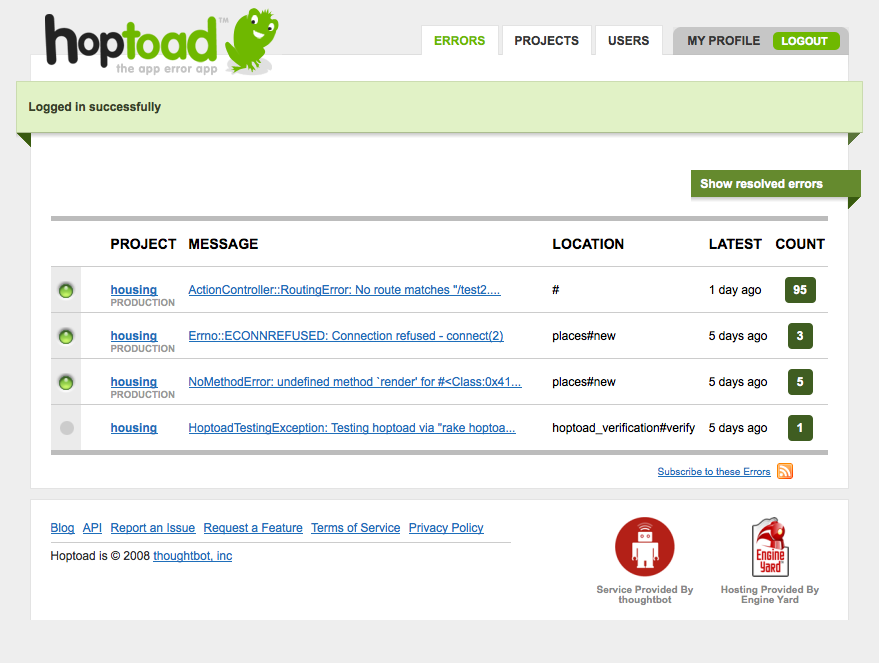 hoptoad™
the app error app
ERRORS PROJECTS USERS MY PROFILE LOGOUT
Logged in successfully
Show resolved errors
PROJECT MESSAGE LOCATION LATEST COUNT
housing ActionController::RoutingError: No route matches "/test2.... # 1 day ago 95
PRODUCTION
housing Errno::ECONNREFUSED: Connection refused - connect(2) places#new 5 days ago 3
PRODUCTION
housing NoMethodError: undefined method `render' for #<Class:0x41... places#new 5 days ago 5
PRODUCTION
housing HoptoadTestingException: Testing hoptoad via "rake hoptoa... hoptoad_verification#verify 5 days ago 1
Subscribe to these Errors
Blog API Report an Issue Request a Feature Terms of Service Privacy Policy
Hoptoad is © 2008 thoughtbot, inc
Engine
Yard
Service Provided By
thoughtbot
Hosting Provided By
Engine Yard